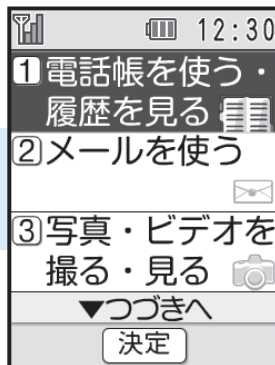 12:30
1電話帳を使う・
履歴を見る
2メールを使う
3写真・ビデオを
撮る・見る
▼つづきへ
決定